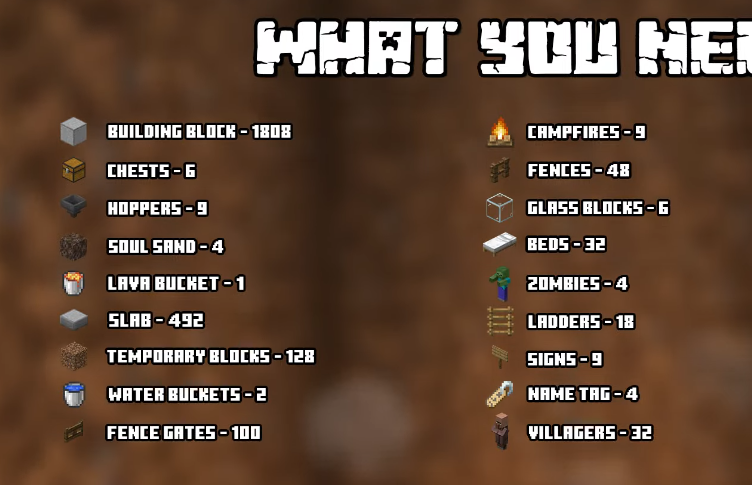 WHAT YOU NE
BUILDING BLOCK - 1808
CHESTS - 6
HOPPERS - 9
SOUL SAND - 4
LAVA BUCKET - 1
SLAB - 492
TEMPORARY BLOCKS - 128
WATER BUCKETS - 2
FENCE GATES - 100
CAMPFIRES - 9
FENCES - 48
GLASS BLOCKS - 6
BEDS - 32
ZOMBIES - 4
LADDERS - 18
SIGNS - 9
NAME TAG - 4
VILLAGERS - 32